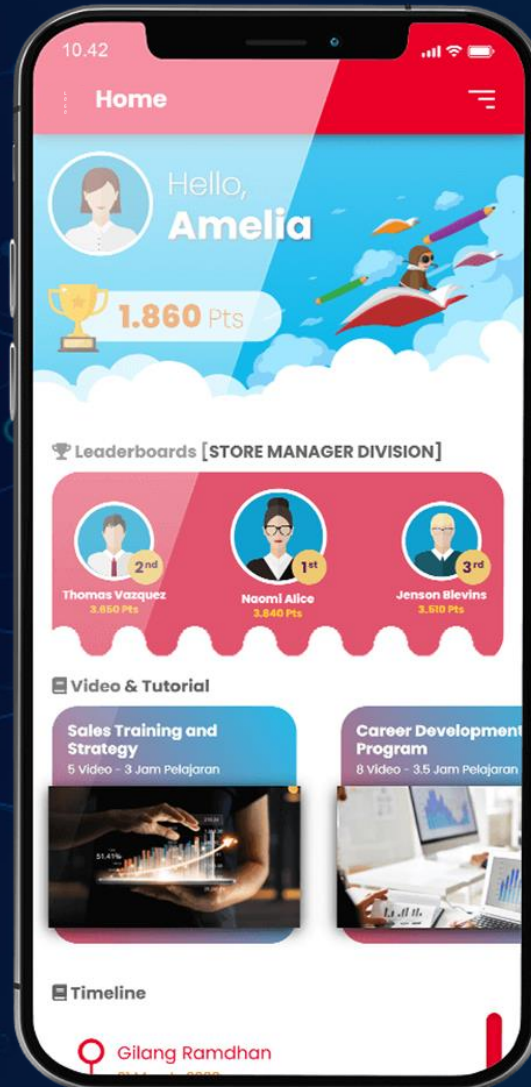 10.42
Home
Hello,
Amelia
1.860 Pts
Leaderboards [STORE MANAGER DIVISION]
2nd
1st
3rd
Thomas Vazquez
Naomi Alice
Jenson Blevins
3.650 Pts
3.840 Pts
3.510 Pts
Video & Tutorial
Sales Training and
Strategy
5 Video - 3 Jam Pelajaran
51.41%
Career Development
Program
8 Video - 3.5 Jam Pelajaran
Timeline
Gilang Ramdhan